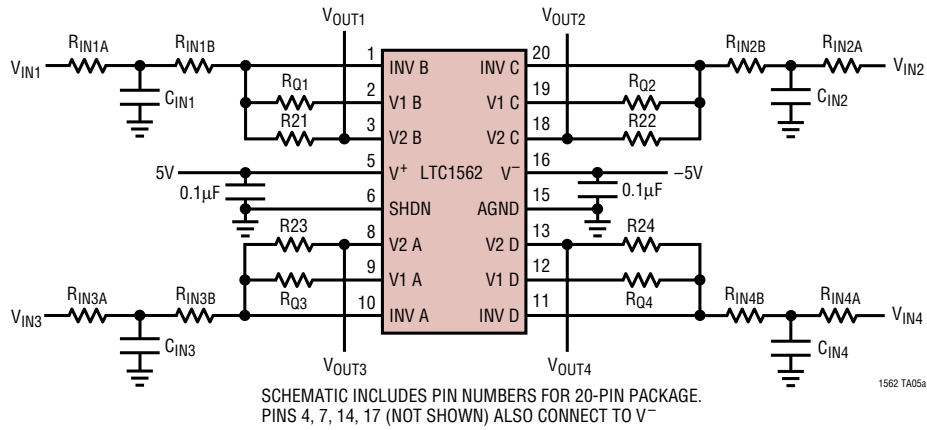 VOUT1 VOUT2
RIN1A RIN1B 1 20 RIN2B RIN2A
VIN1 INV B INV C VIN2
CIN1 RQ1 2 V1 B V1 C 19 RQ2 CIN2
R21 3 V2 B V2 C 18 R22
5V 5 V+ LTC1562 V– 16 –5V
0.1µF 6 SHDN AGND 15 0.1µF
R23 8 V2 A V2 D 13 R24
9 V1 A V1 D 12
RIN3A RIN3B RQ3 10 11 RQ4 RIN4B RIN4A
VIN3 INV A INV D VIN4
CIN3 CIN4
VOUT3 VOUT4
1562 TA05a
SCHEMATIC INCLUDES PIN NUMBERS FOR 20-PIN PACKAGE.
PINS 4, 7, 14, 17 (NOT SHOWN) ALSO CONNECT TO V–